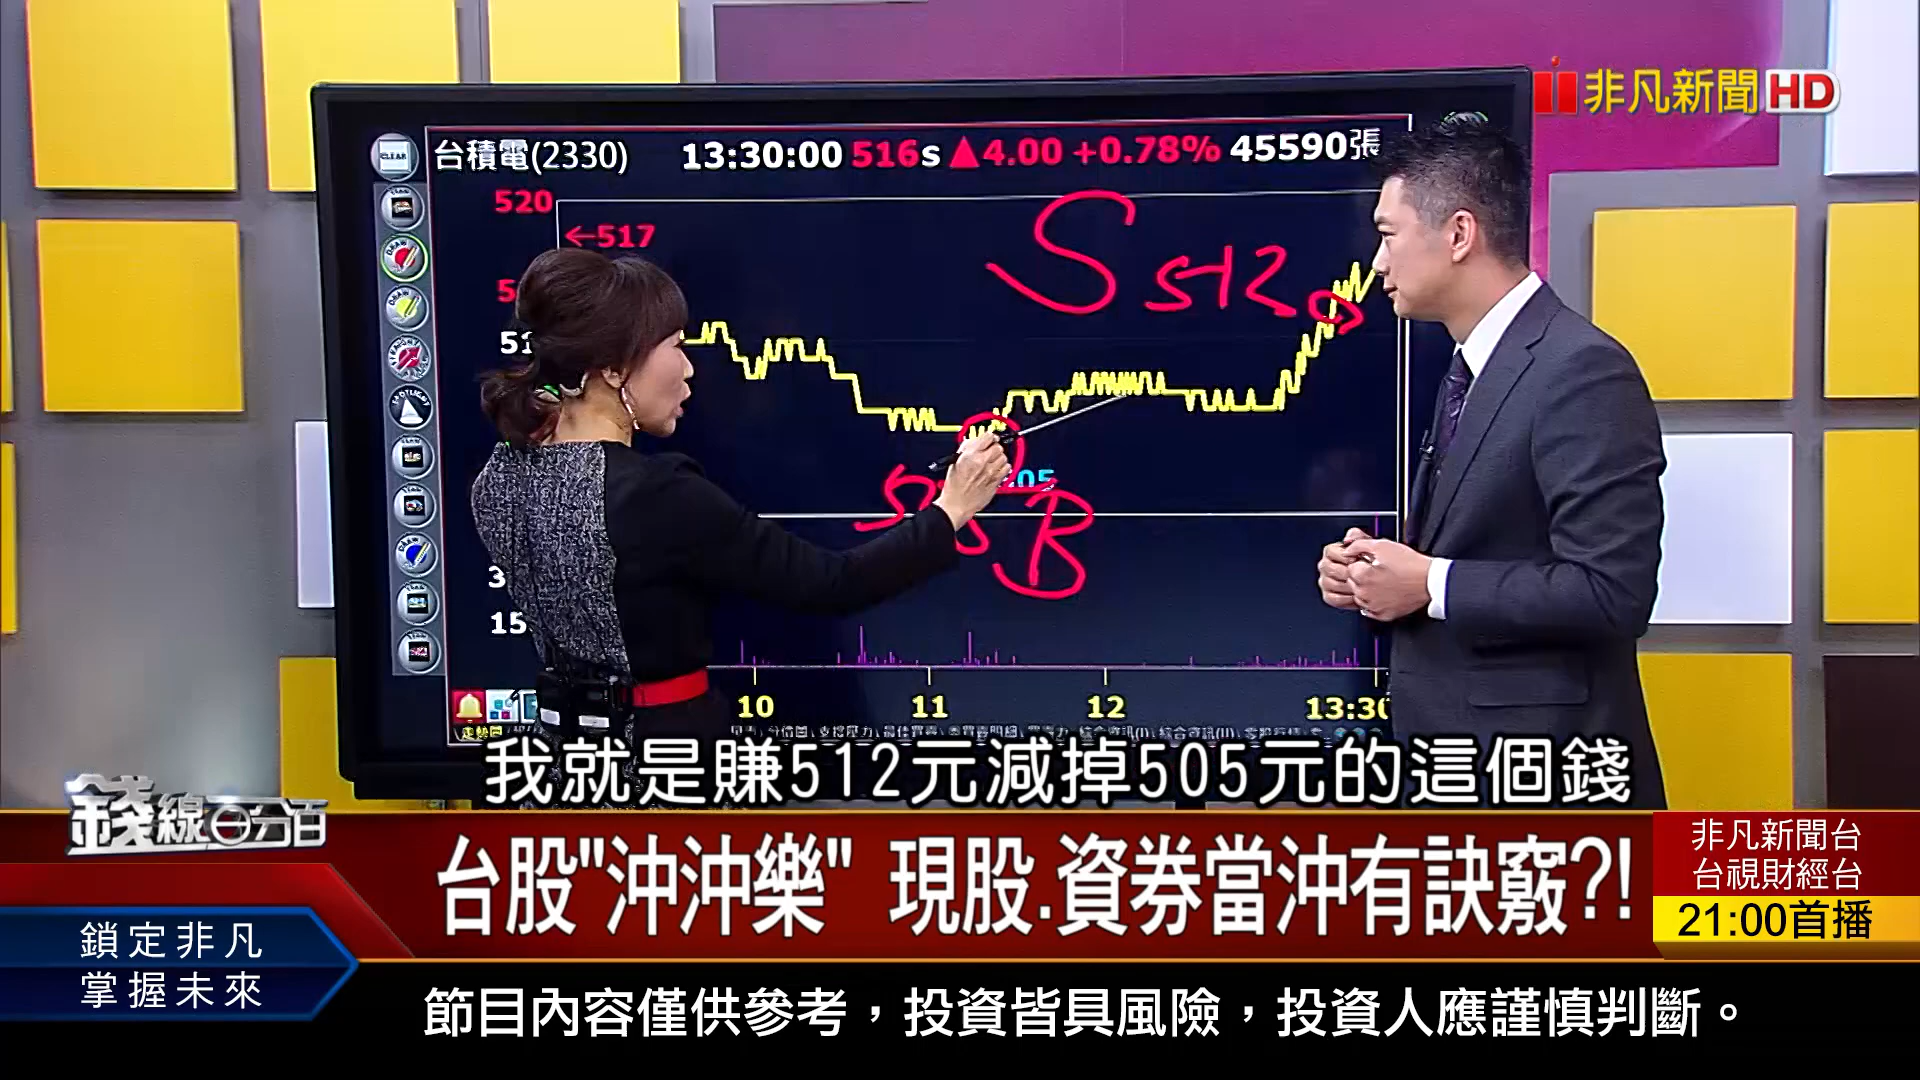 非凡新聞HD
CLEAR
台積電(2330) 13:30:00 516s ▲4.00 +0.78% 45590張
520
←517
S 512
505 B
10 11 12 13:30
我就是賺512元減掉505元的這個錢
錢線百分百
台股"沖沖樂" 現股.資券當沖有訣竅?!
非凡新聞台
台視財經台
21:00首播
鎖定非凡
掌握未來
節目內容僅供參考，投資皆具風險，投資人應謹慎判斷。